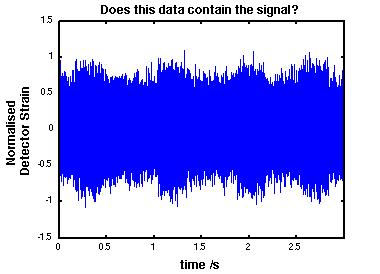 Does this data contain the signal?
1.5
1
0.5
0
-0.5
-1
-1.5
Normalised
Detector Strain
0 0.5 1 1.5 2 2.5
time /s